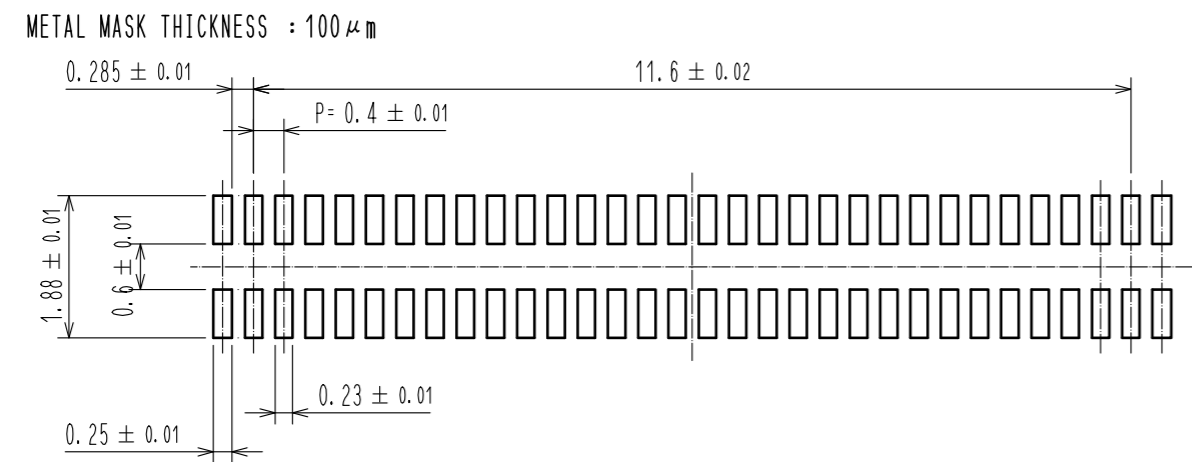 METAL MASK THICKNESS : 100μm
0.285 ± 0.01
11.6 ± 0.02
P= 0.4 ± 0.01
1.88 ± 0.01
0.6 ± 0.01
0.23 ± 0.01
0.25 ± 0.01